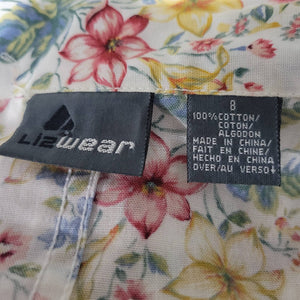 Lizwear
8
100% COTTON/
COTON/
ALGODON
MADE IN CHINA/
FAIT EN CHINE/
HECHO EN CHINA
OVER/AU VERSO↓